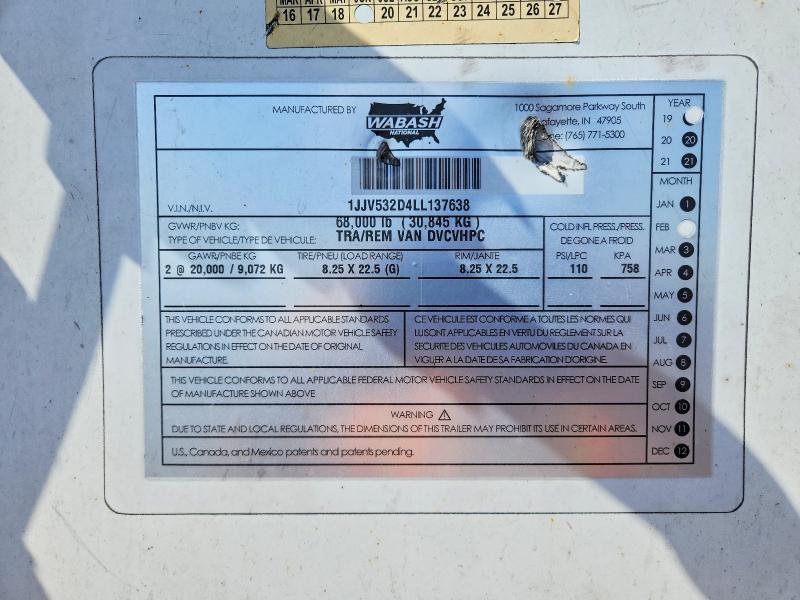 16 17 18 20 21 22 23 24 25 26 27
MANUFACTURED BY
WABASH
NATIONAL
1000 Sagamore Parkway South
Lafayette, IN 47905
(765) 771-5300
V.I.N./N.I.V.
1JJV532D4LL137638
GVWR/PNBV KG:
68,000 lb (30,845 KG)
TYPE OF VEHICLE/TYPE DE VEHICULE:
TRA/REM VAN DVCVHPC
COLD INFL PRESS./PRESS.
DE GONE A FROID
GAWR/PNBE KG
TIRE/PNEU (LOAD RANGE)
RIM/JANTE
PSI/LPC
KPA
2 @ 20,000 / 9,072 KG
8.25 X 22.5 (G)
8.25 X 22.5
110
758
THIS VEHICLE CONFORMS TO ALL APPLICABLE STANDARDS
PRESCRIBED UNDER THE CANADIAN MOTOR VEHICLE SAFETY
REGULATIONS IN EFFECT ON THE DATE OF ORIGINAL
MANUFACTURE.
CE VEHICULE EST CONFORME A TOUTES LES NORMES QUI
LUI SONT APPLICABLES EN VERTU DU REGLEMENT SUR LA
SECURITE DES VEHICULES AUTOMOVILES DU CANADA EN
VIGUER A LA DATE DE SA FABRICATION D'ORIGINE.
THIS VEHICLE CONFORMS TO ALL APPLICABLE FEDERAL MOTOR VEHICLE SAFETY STANDARDS IN EFFECT ON THE DATE
OF MANUFACTURE SHOWN ABOVE
WARNING
DUE TO STATE AND LOCAL REGULATIONS, THE DIMENSIONS OF THIS TRAILER MAY PROHIBIT ITS USE IN CERTAIN AREAS.
U.S., Canada, and Mexico patents and patents pending.
YEAR
19
20 20
21 21
MONTH
JAN 1
FEB
MAR 3
APR 4
MAY 5
JUN 6
JUL 7
AUG 8
SEP 9
OCT 10
NOV 11
DEC 12